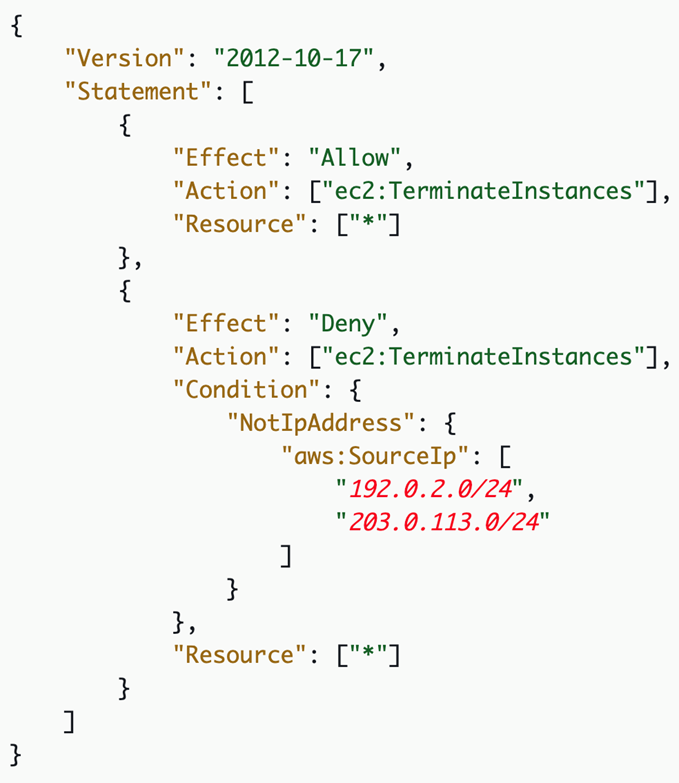 {
    "Version": "2012-10-17",
    "Statement": [
        {
            "Effect": "Allow",
            "Action": ["ec2:TerminateInstances"],
            "Resource": ["*"]
        },
        {
            "Effect": "Deny",
            "Action": ["ec2:TerminateInstances"],
            "Condition": {
                "NotIpAddress": {
                    "aws:SourceIp": [
                        "192.0.2.0/24",
                        "203.0.113.0/24"
                    ]
                }
            },
            "Resource": ["*"]
        }
    ]
}